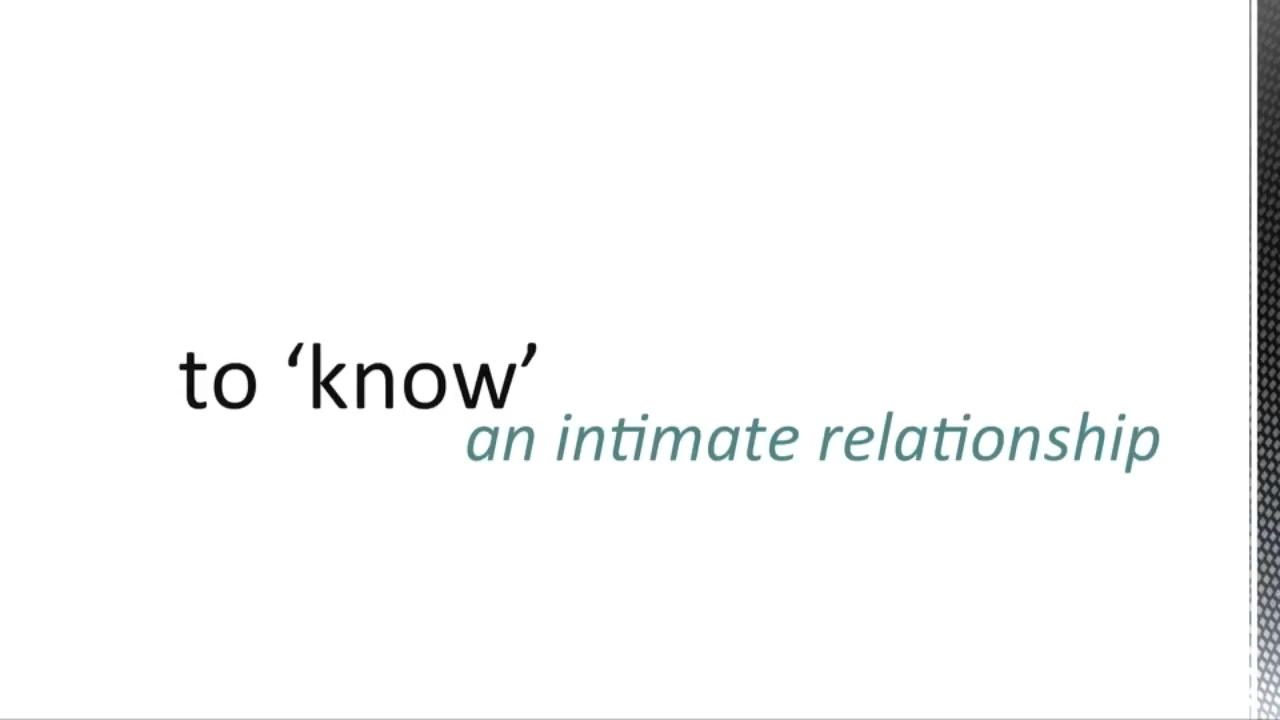 to ‘know’
an intimate relationship